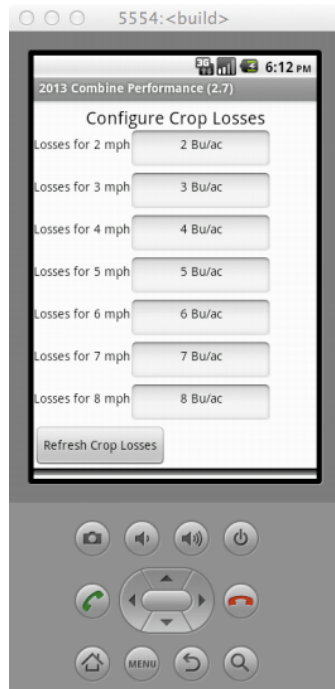 5554:<build>
3G 6:12 PM
2013 Combine Performance (2.7)
Configure Crop Losses
Losses for 2 mph 2 Bu/ac
Losses for 3 mph 3 Bu/ac
Losses for 4 mph 4 Bu/ac
Losses for 5 mph 5 Bu/ac
Losses for 6 mph 6 Bu/ac
Losses for 7 mph 7 Bu/ac
Losses for 8 mph 8 Bu/ac
Refresh Crop Losses
MENU